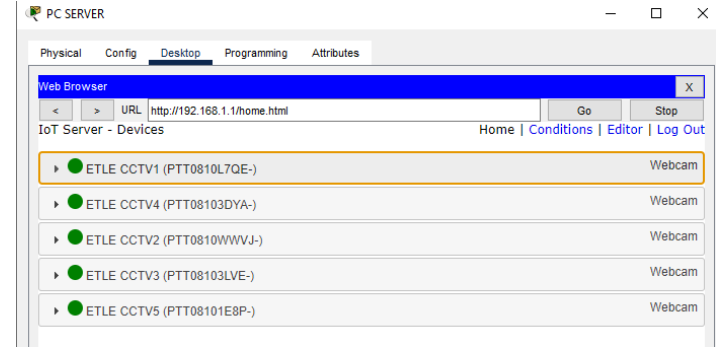 PC SERVER
Physical Config Desktop Programming Attributes
Web Browser X
< > URL http://192.168.1.1/home.html Go Stop
IoT Server - Devices Home | Conditions | Editor | Log Out
ETLE CCTV1 (PTT0810L7QE-) Webcam
ETLE CCTV4 (PTT08103DYA-) Webcam
ETLE CCTV2 (PTT0810WWVJ-) Webcam
ETLE CCTV3 (PTT08103LVE-) Webcam
ETLE CCTV5 (PTT08101E8P-) Webcam